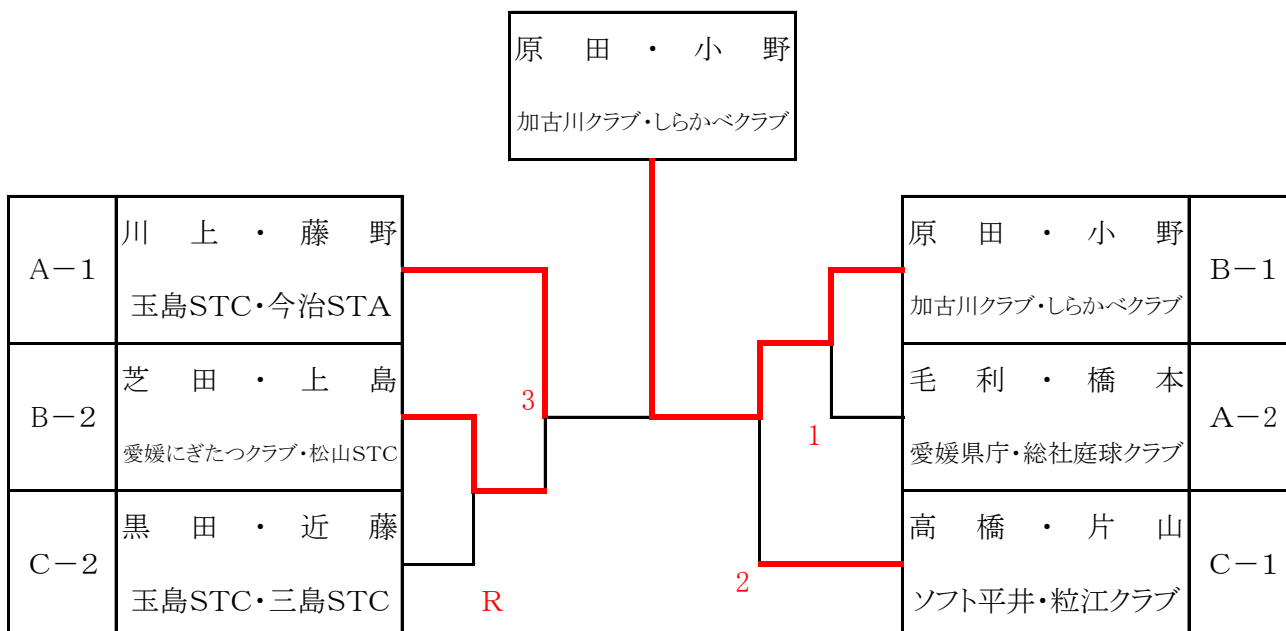 原田・小野
加古川クラブ・しらかべクラブ
A-1
川上・藤野
玉島STC・今治STA
B-2
芝田・上島
愛媛にぎたつクラブ・松山STC
C-2
黒田・近藤
玉島STC・三島STC
3
R
1
2
原田・小野
加古川クラブ・しらかべクラブ
B-1
毛利・橋本
愛媛県庁・総社庭球クラブ
A-2
高橋・片山
ソフト平井・粒江クラブ
C-1